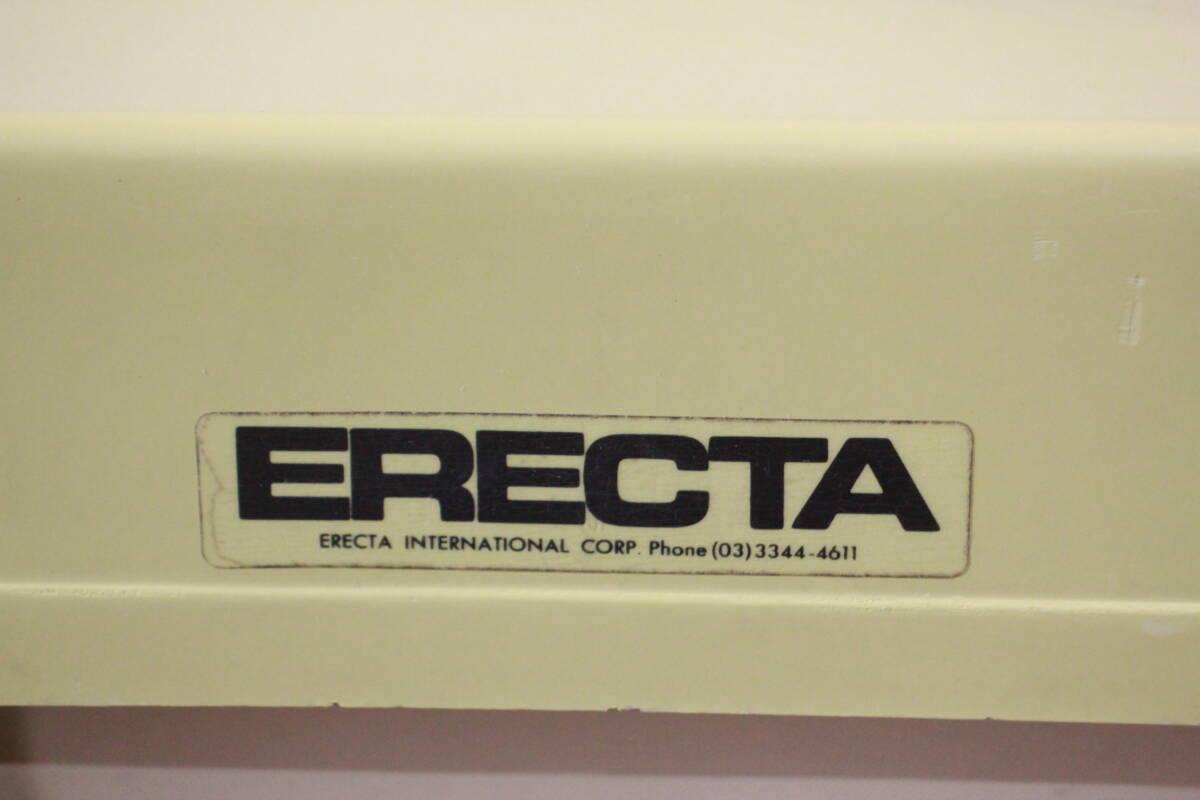 ERECTA
ERECTA INTERNATIONAL CORP. Phone (03)3344-4611